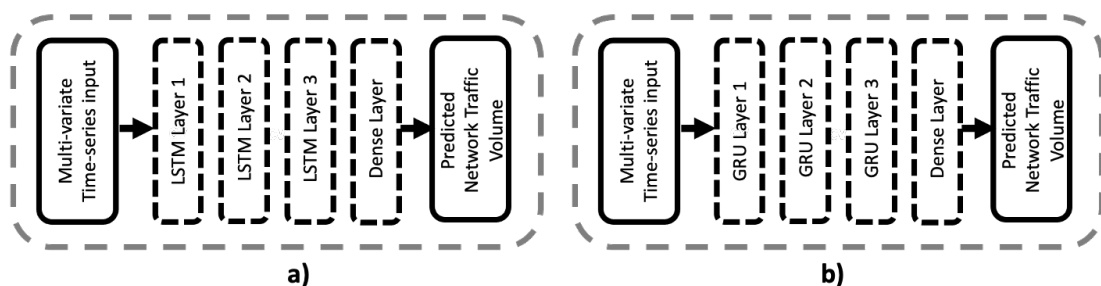 Multi-variate
Time-series input
LSTM Layer 1
LSTM Layer 2
LSTM Layer 3
Dense Layer
Predicted
Network Traffic
Volume
a)
Multi-variate
Time-series input
GRU Layer 1
GRU Layer 2
GRU Layer 3
Dense Layer
Predicted
Network Traffic
Volume
b)